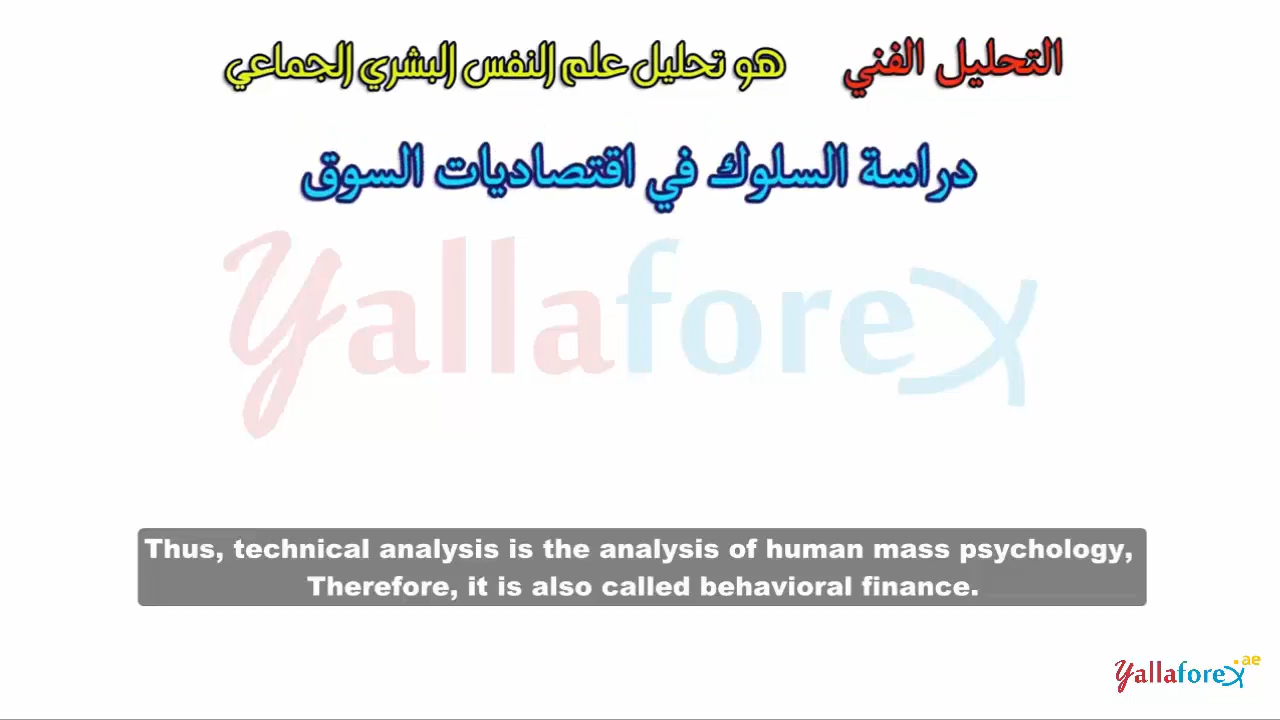 التحليل الفني هو تحليل علم النفس البشري الجماعي
دراسة السلوك في اقتصاديات السوق
Yallaforex
Thus, technical analysis is the analysis of human mass psychology,
Therefore, it is also called behavioral finance.
Yallaforex.ae